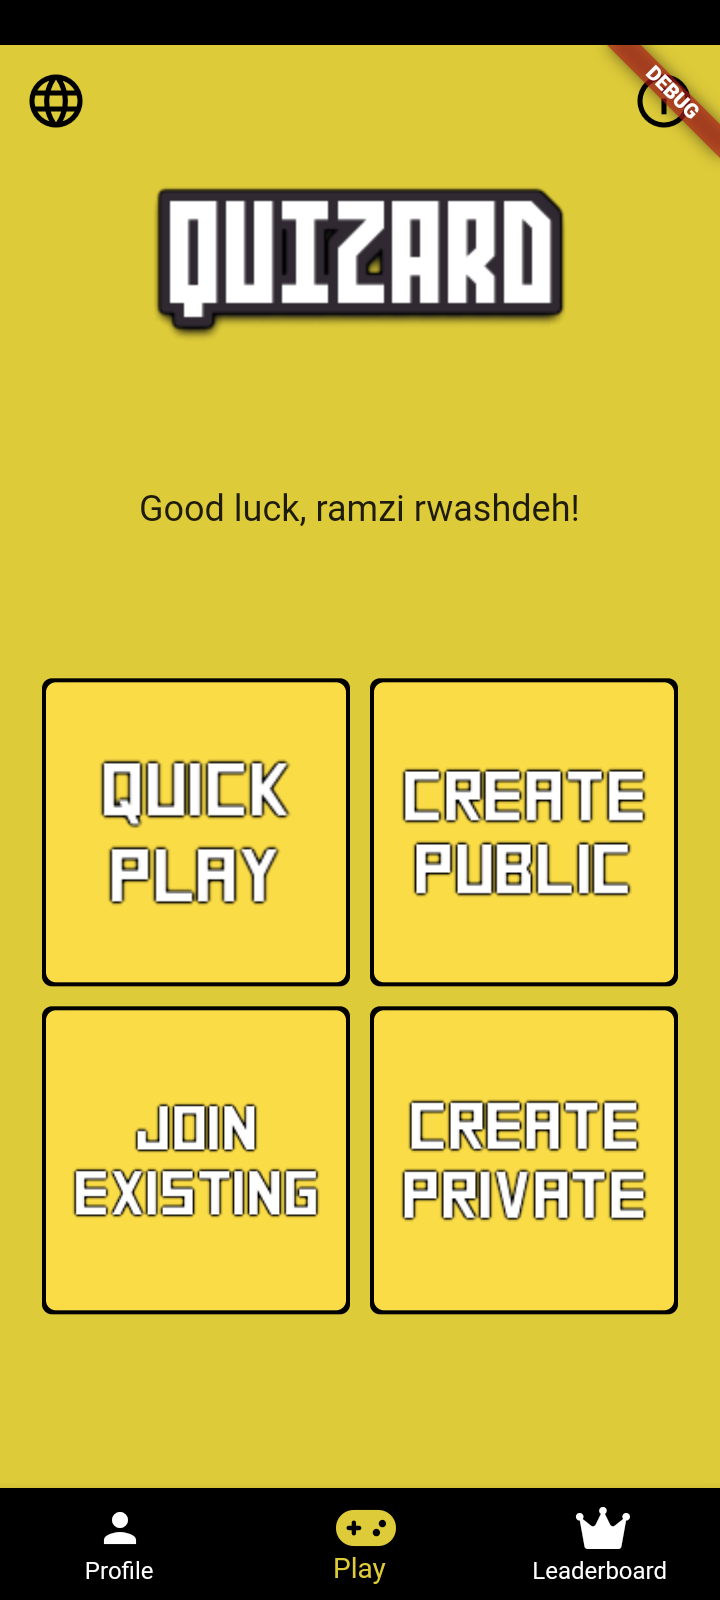 DEBUG
QUIZARD
Good luck, ramzi rwashdeh!
QUICK
PLAY
CREATE
PUBLIC
JOIN
EXISTING
CREATE
PRIVATE
Profile
Play
Leaderboard